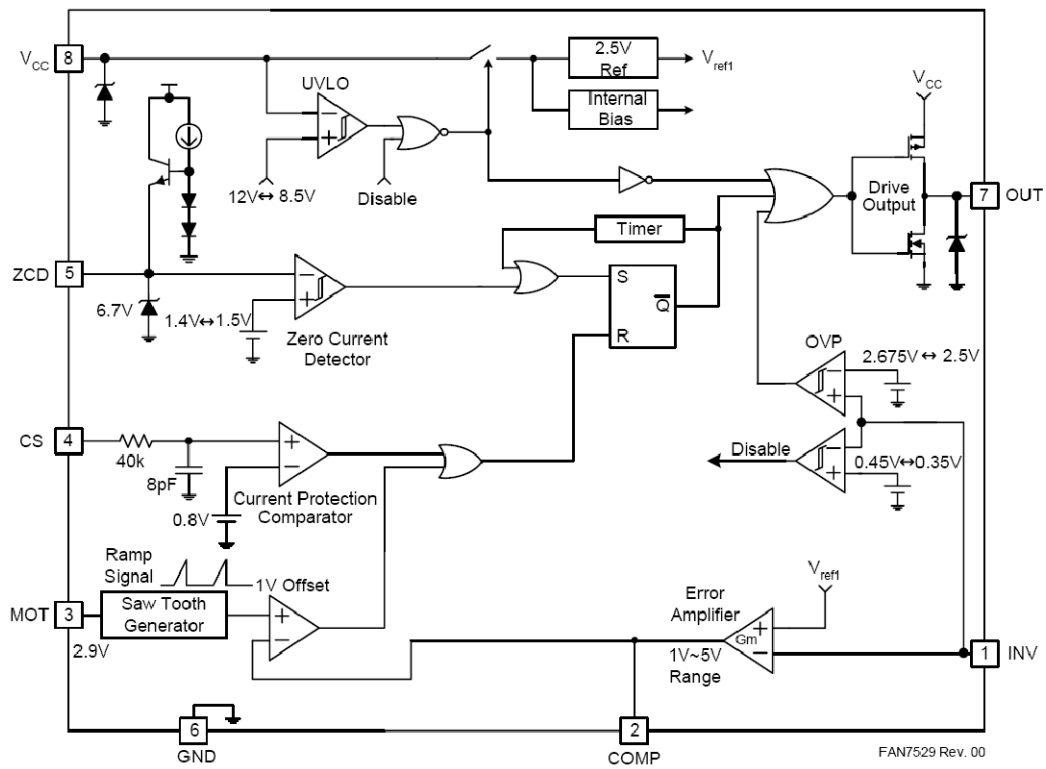 8
VCC
2.5V
Ref
Vref1
UVLO
Internal
Bias
VCC
12V↔8.5V
Disable
Drive
Output
7
OUT
Timer
5
ZCD
S
Q
R
6.7V
1.4V↔1.5V
Zero Current
Detector
OVP
2.675V ↔ 2.5V
4
CS
40k
8pF
Current Protection
Comparator
0.8V
Disable
0.45V↔0.35V
Ramp
Signal
1V Offset
Vref1
3
MOT
Saw Tooth
Generator
2.9V
Error
Amplifier
Gm
1V~5V
Range
1
INV
6
GND
2
COMP
FAN7529 Rev. 00